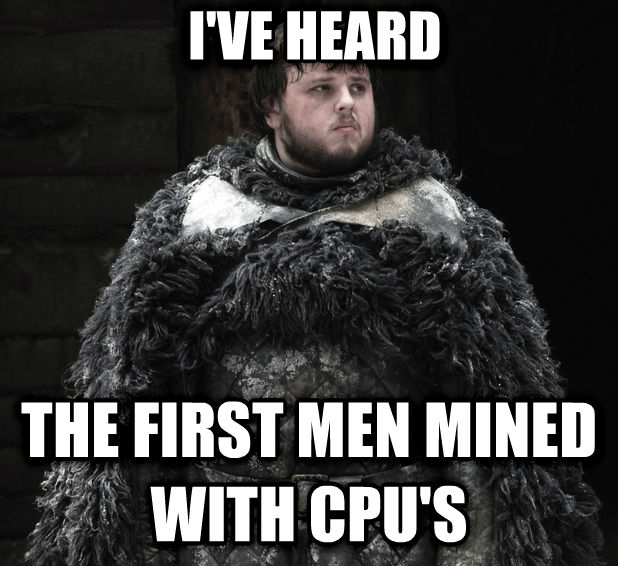 I'VE HEARD
THE FIRST MEN MINED
WITH CPU'S